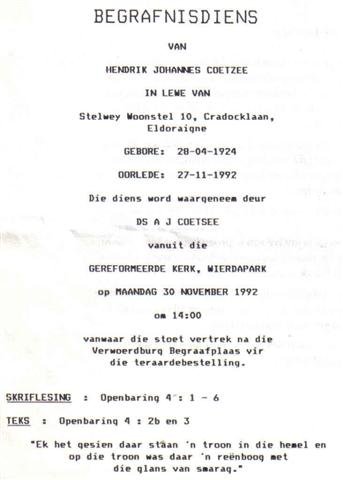 BEGRAFNISDIENS
VAN
HENDRIK JOHANNES COETZEE
IN LEWE VAN
Stelwey Woonstel 10, Cradocklaan,
Eldoraigne
GEBORE: 28-04-1924
OORLEDE: 27-11-1992
Die diens word waargeneem deur
DS A J COETSEE
vanuit die
GEREFORMEERDE KERK, WIERDAPARK
op MAANDAG 30 NOVEMBER 1992
om 14:00
vanwaar die stoet vertrek na die
Verwoerdburg Begraafplaas vir
die teraardebestelling.
SKRIFLESING : Openbaring 4 : 1 - 6
TEKS : Openbaring 4 : 2b en 3
"Ek het gesien daar staan 'n troon in die hemel en
op die troon was daar 'n reënboog met
die glans van smarag."